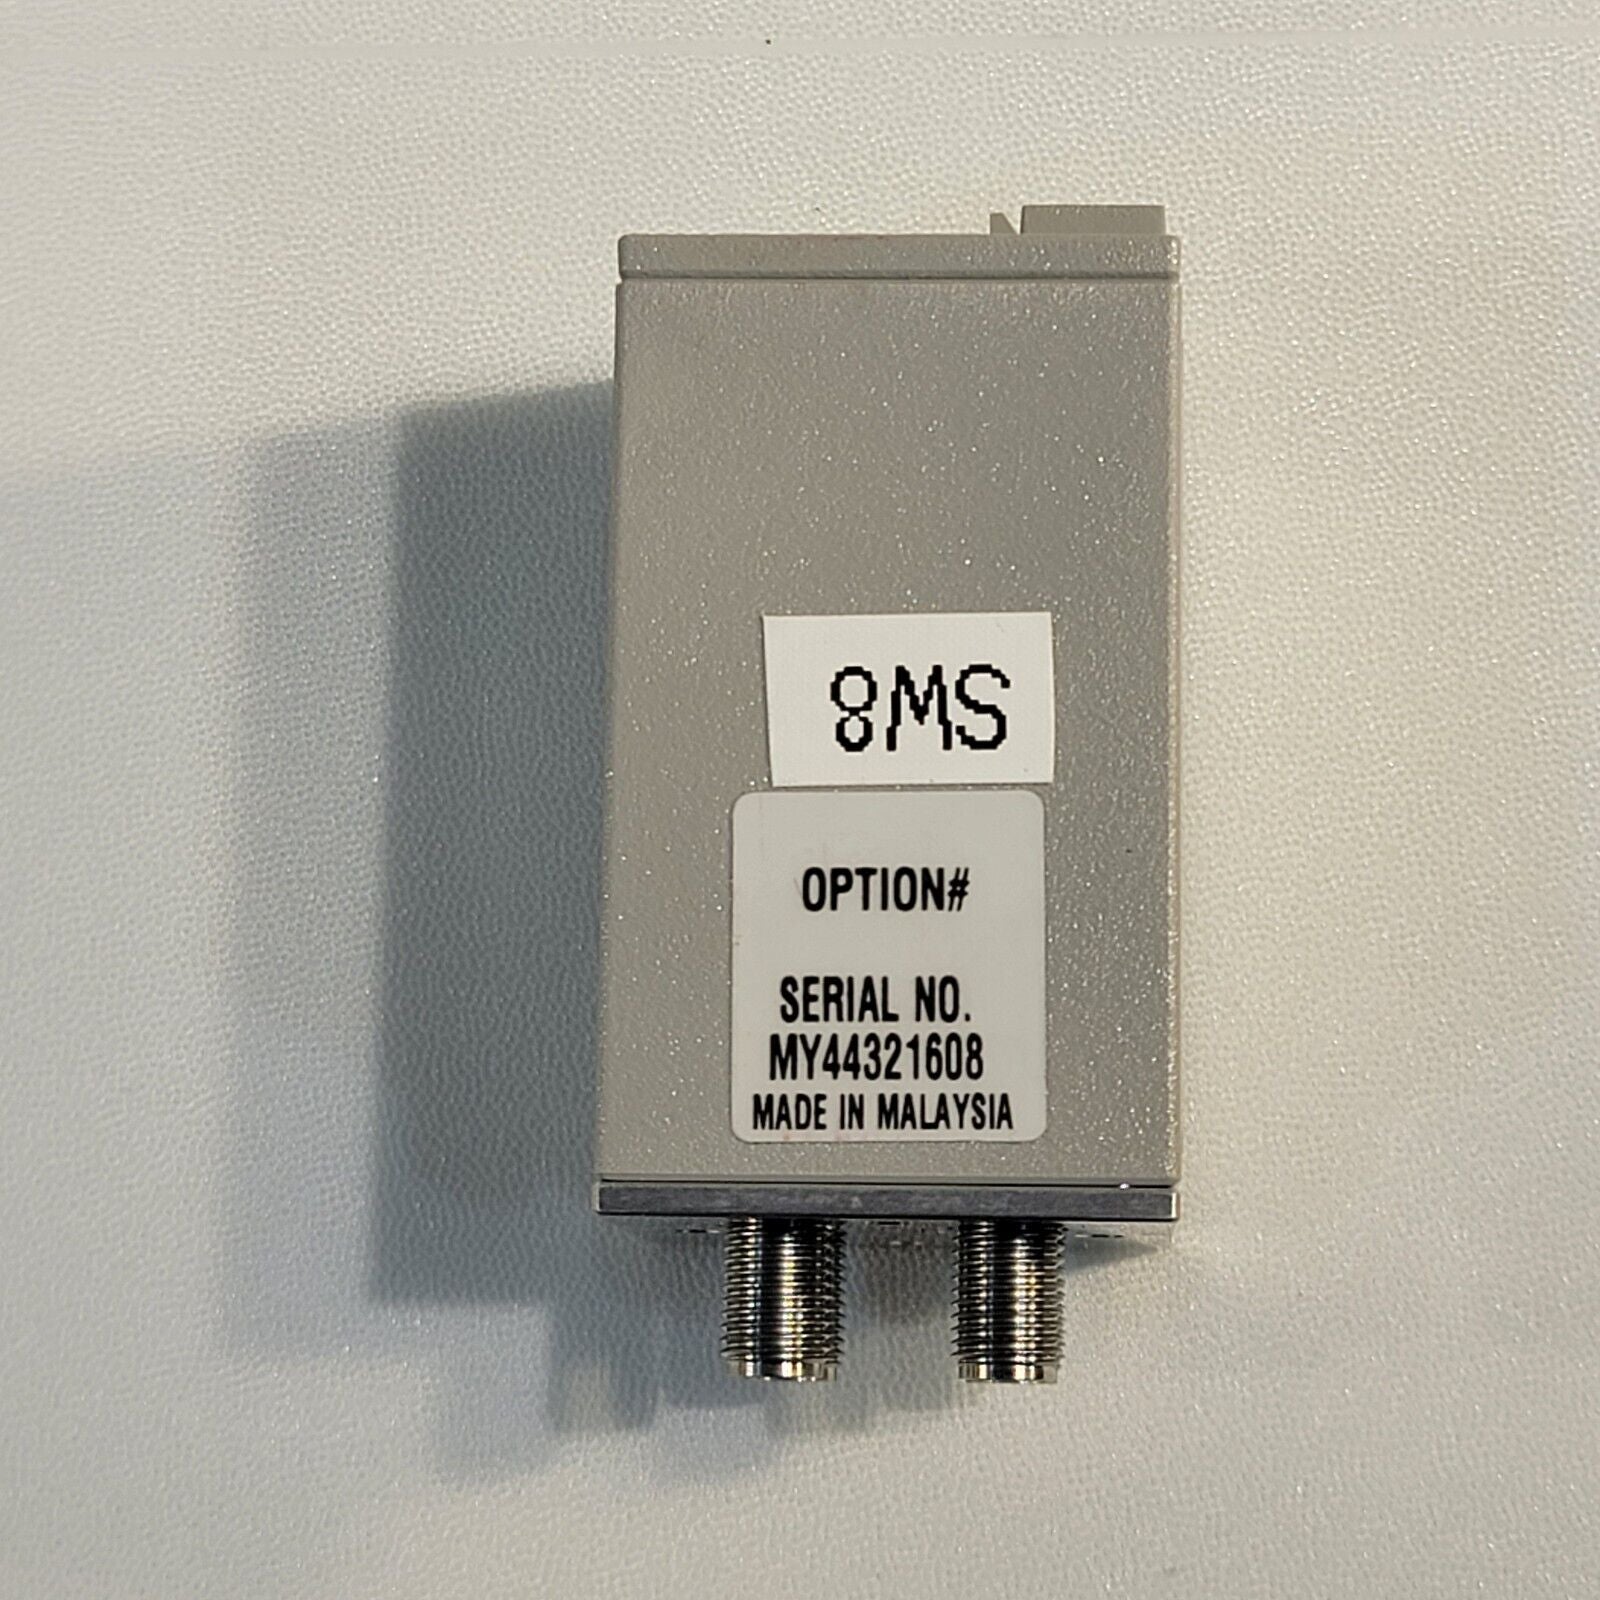 8MS
OPTION#
SERIAL NO.
MY44321608
MADE IN MALAYSIA